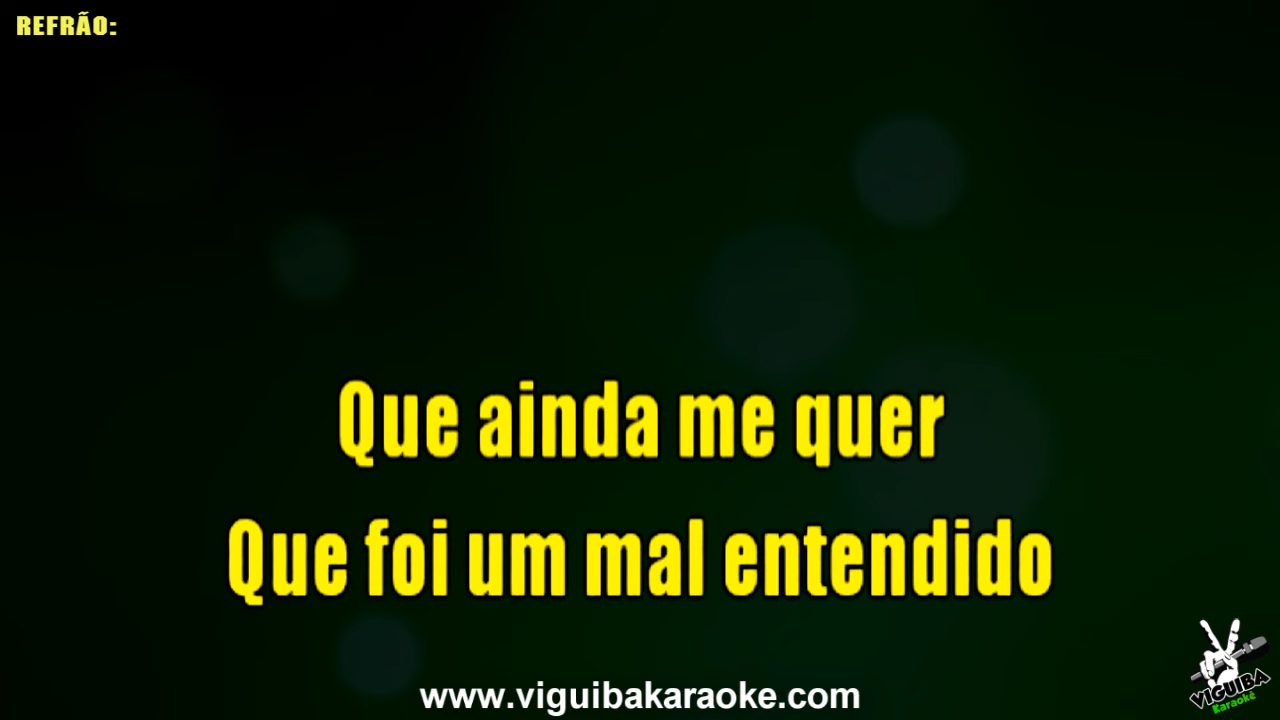 REFRÃO:
Que ainda me quer
Que foi um mal entendido
www.viguibakaraoke.com
VIGUIBA
Karaokê